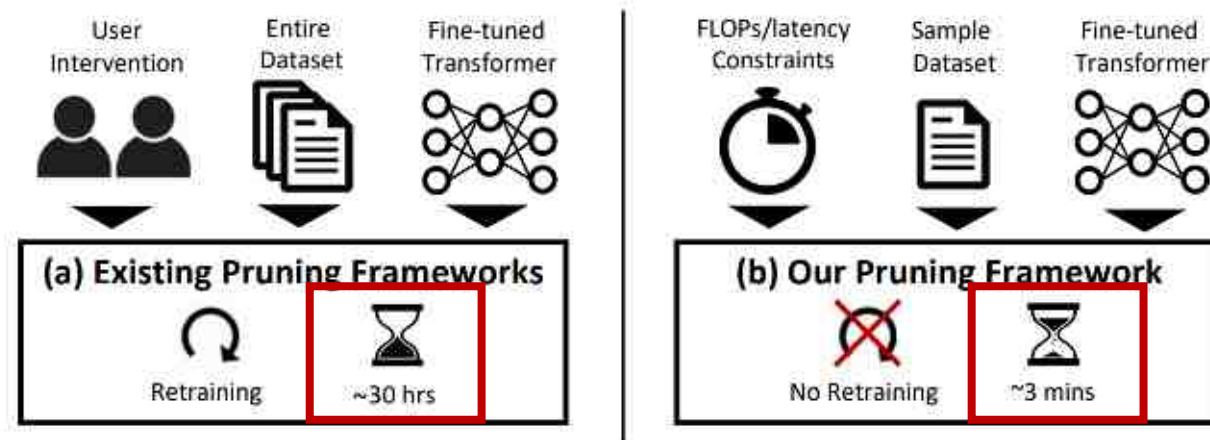 User
Intervention
Entire
Dataset
Fine-tuned
Transformer
(a) Existing Pruning Frameworks
Retraining
~30 hrs
FLOPs/latency
Constraints
Sample
Dataset
Fine-tuned
Transformer
(b) Our Pruning Framework
No Retraining
~3 mins